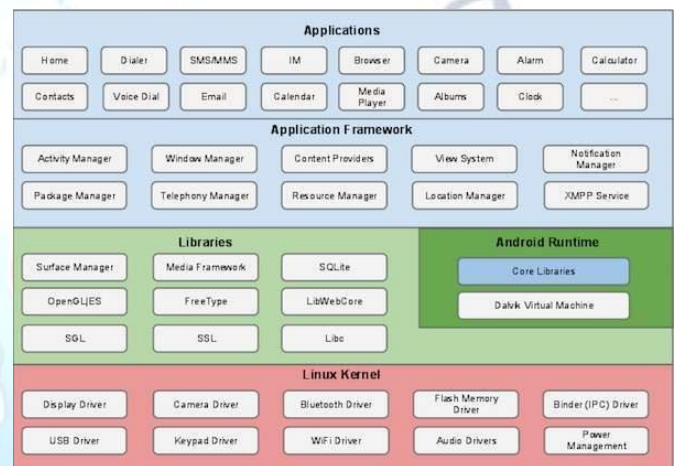 Applications
Home Dialer SMS/MMS IM Browser Camera Alarm Calculator
Contacts Voice Dial Email Calendar Media Player Albums Clock ...
Application Framework
Activity Manager Window Manager Content Providers View System Notification Manager
Package Manager Telephony Manager Resource Manager Location Manager XMPP Service
Libraries Android Runtime
Surface Manager Media Framework SQLite Core Libraries
OpenGL|ES FreeType LibWebCore Dalvik Virtual Machine
SGL SSL Libc
Linux Kernel
Display Driver Camera Driver Bluetooth Driver Flash Memory Driver Binder (IPC) Driver
USB Driver Keypad Driver WiFi Driver Audio Drivers Power Management